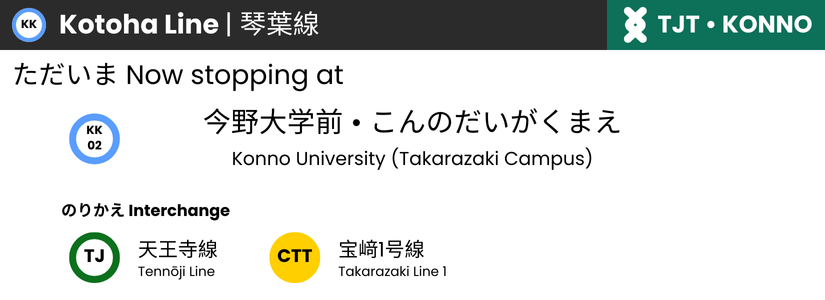 KK Kotoha Line | 琴葉線 TJT • KONNO
ただいま Now stopping at
KK 02
今野大学前 • こんのだいがくまえ
Konno University (Takarazaki Campus)
のりかえ Interchange
TJ 天王寺線
Tennōji Line
CTT 宝﨑1号線
Takarazaki Line 1